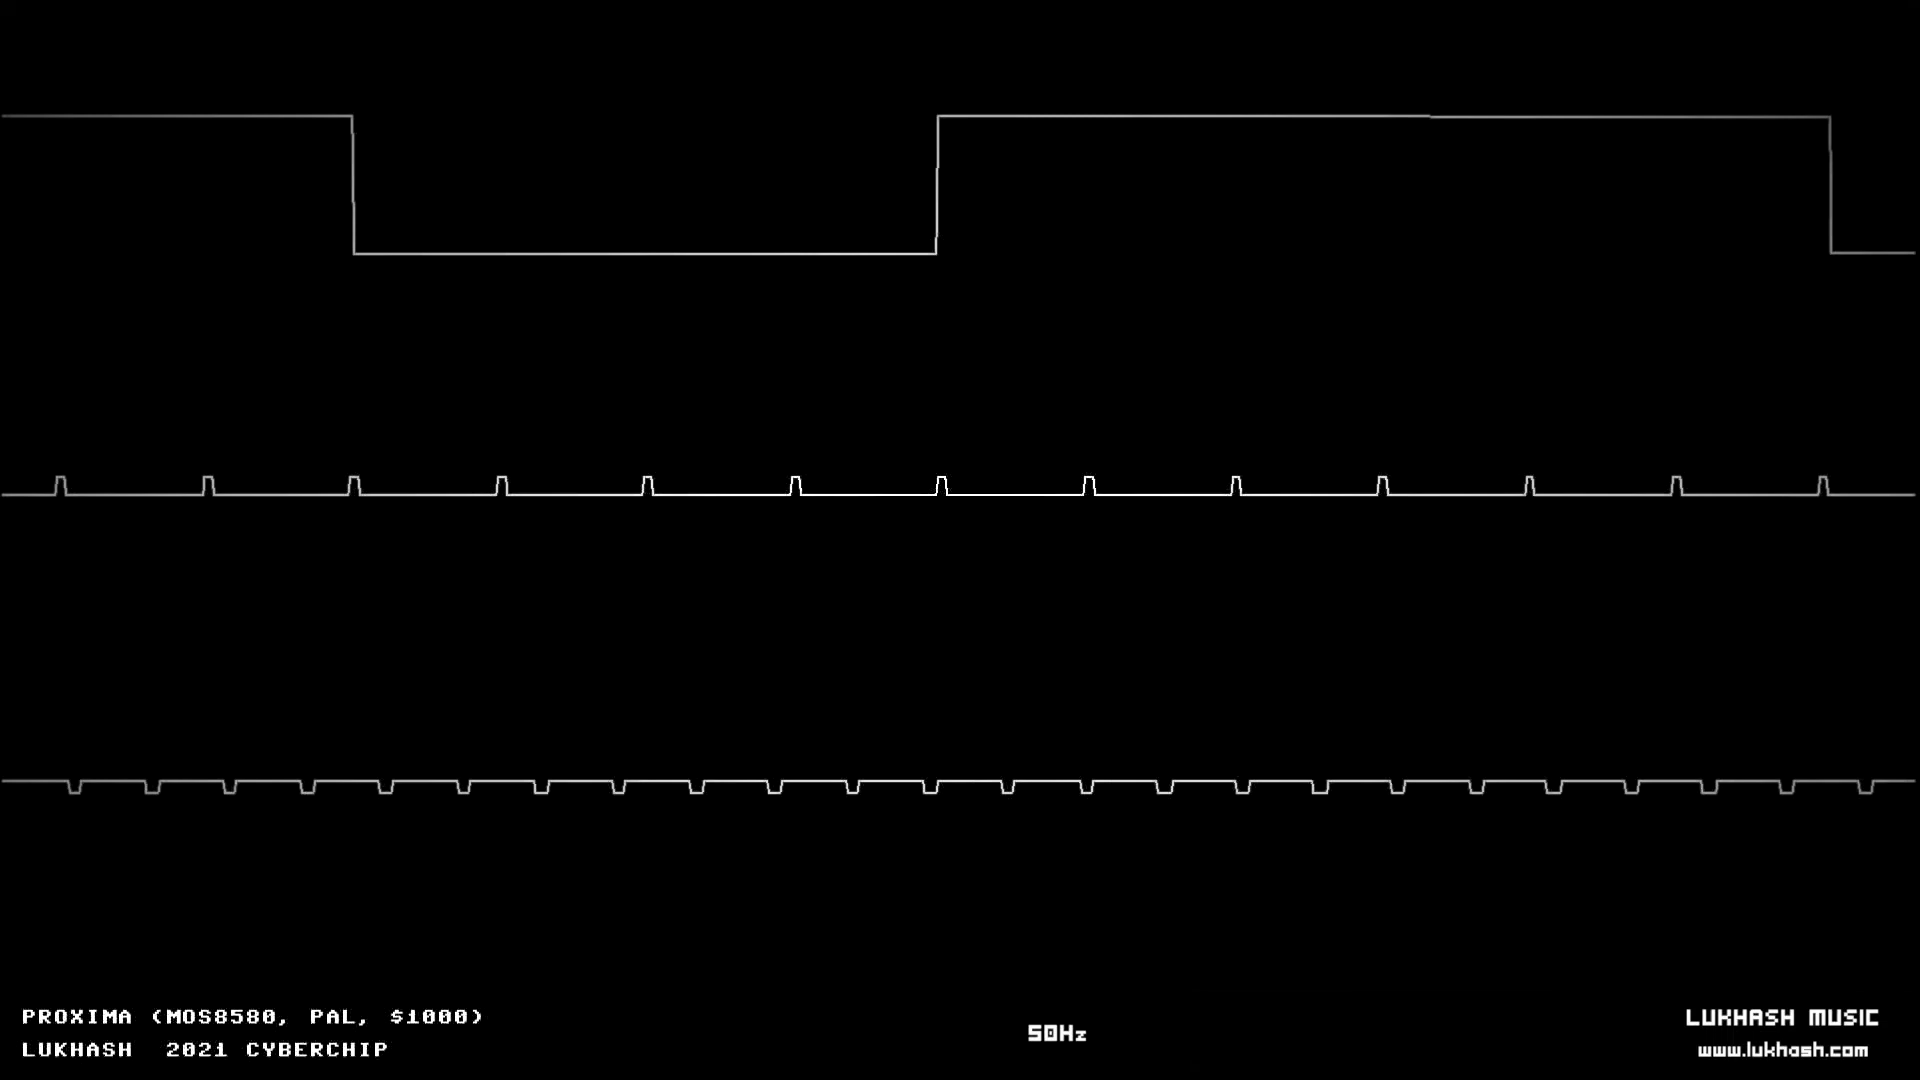 PROXIMA (MOS8580, PAL, $1000)
LUKHASH  2021 CYBERCHIP
50Hz
LUKHASH MUSIC
www.lukhash.com